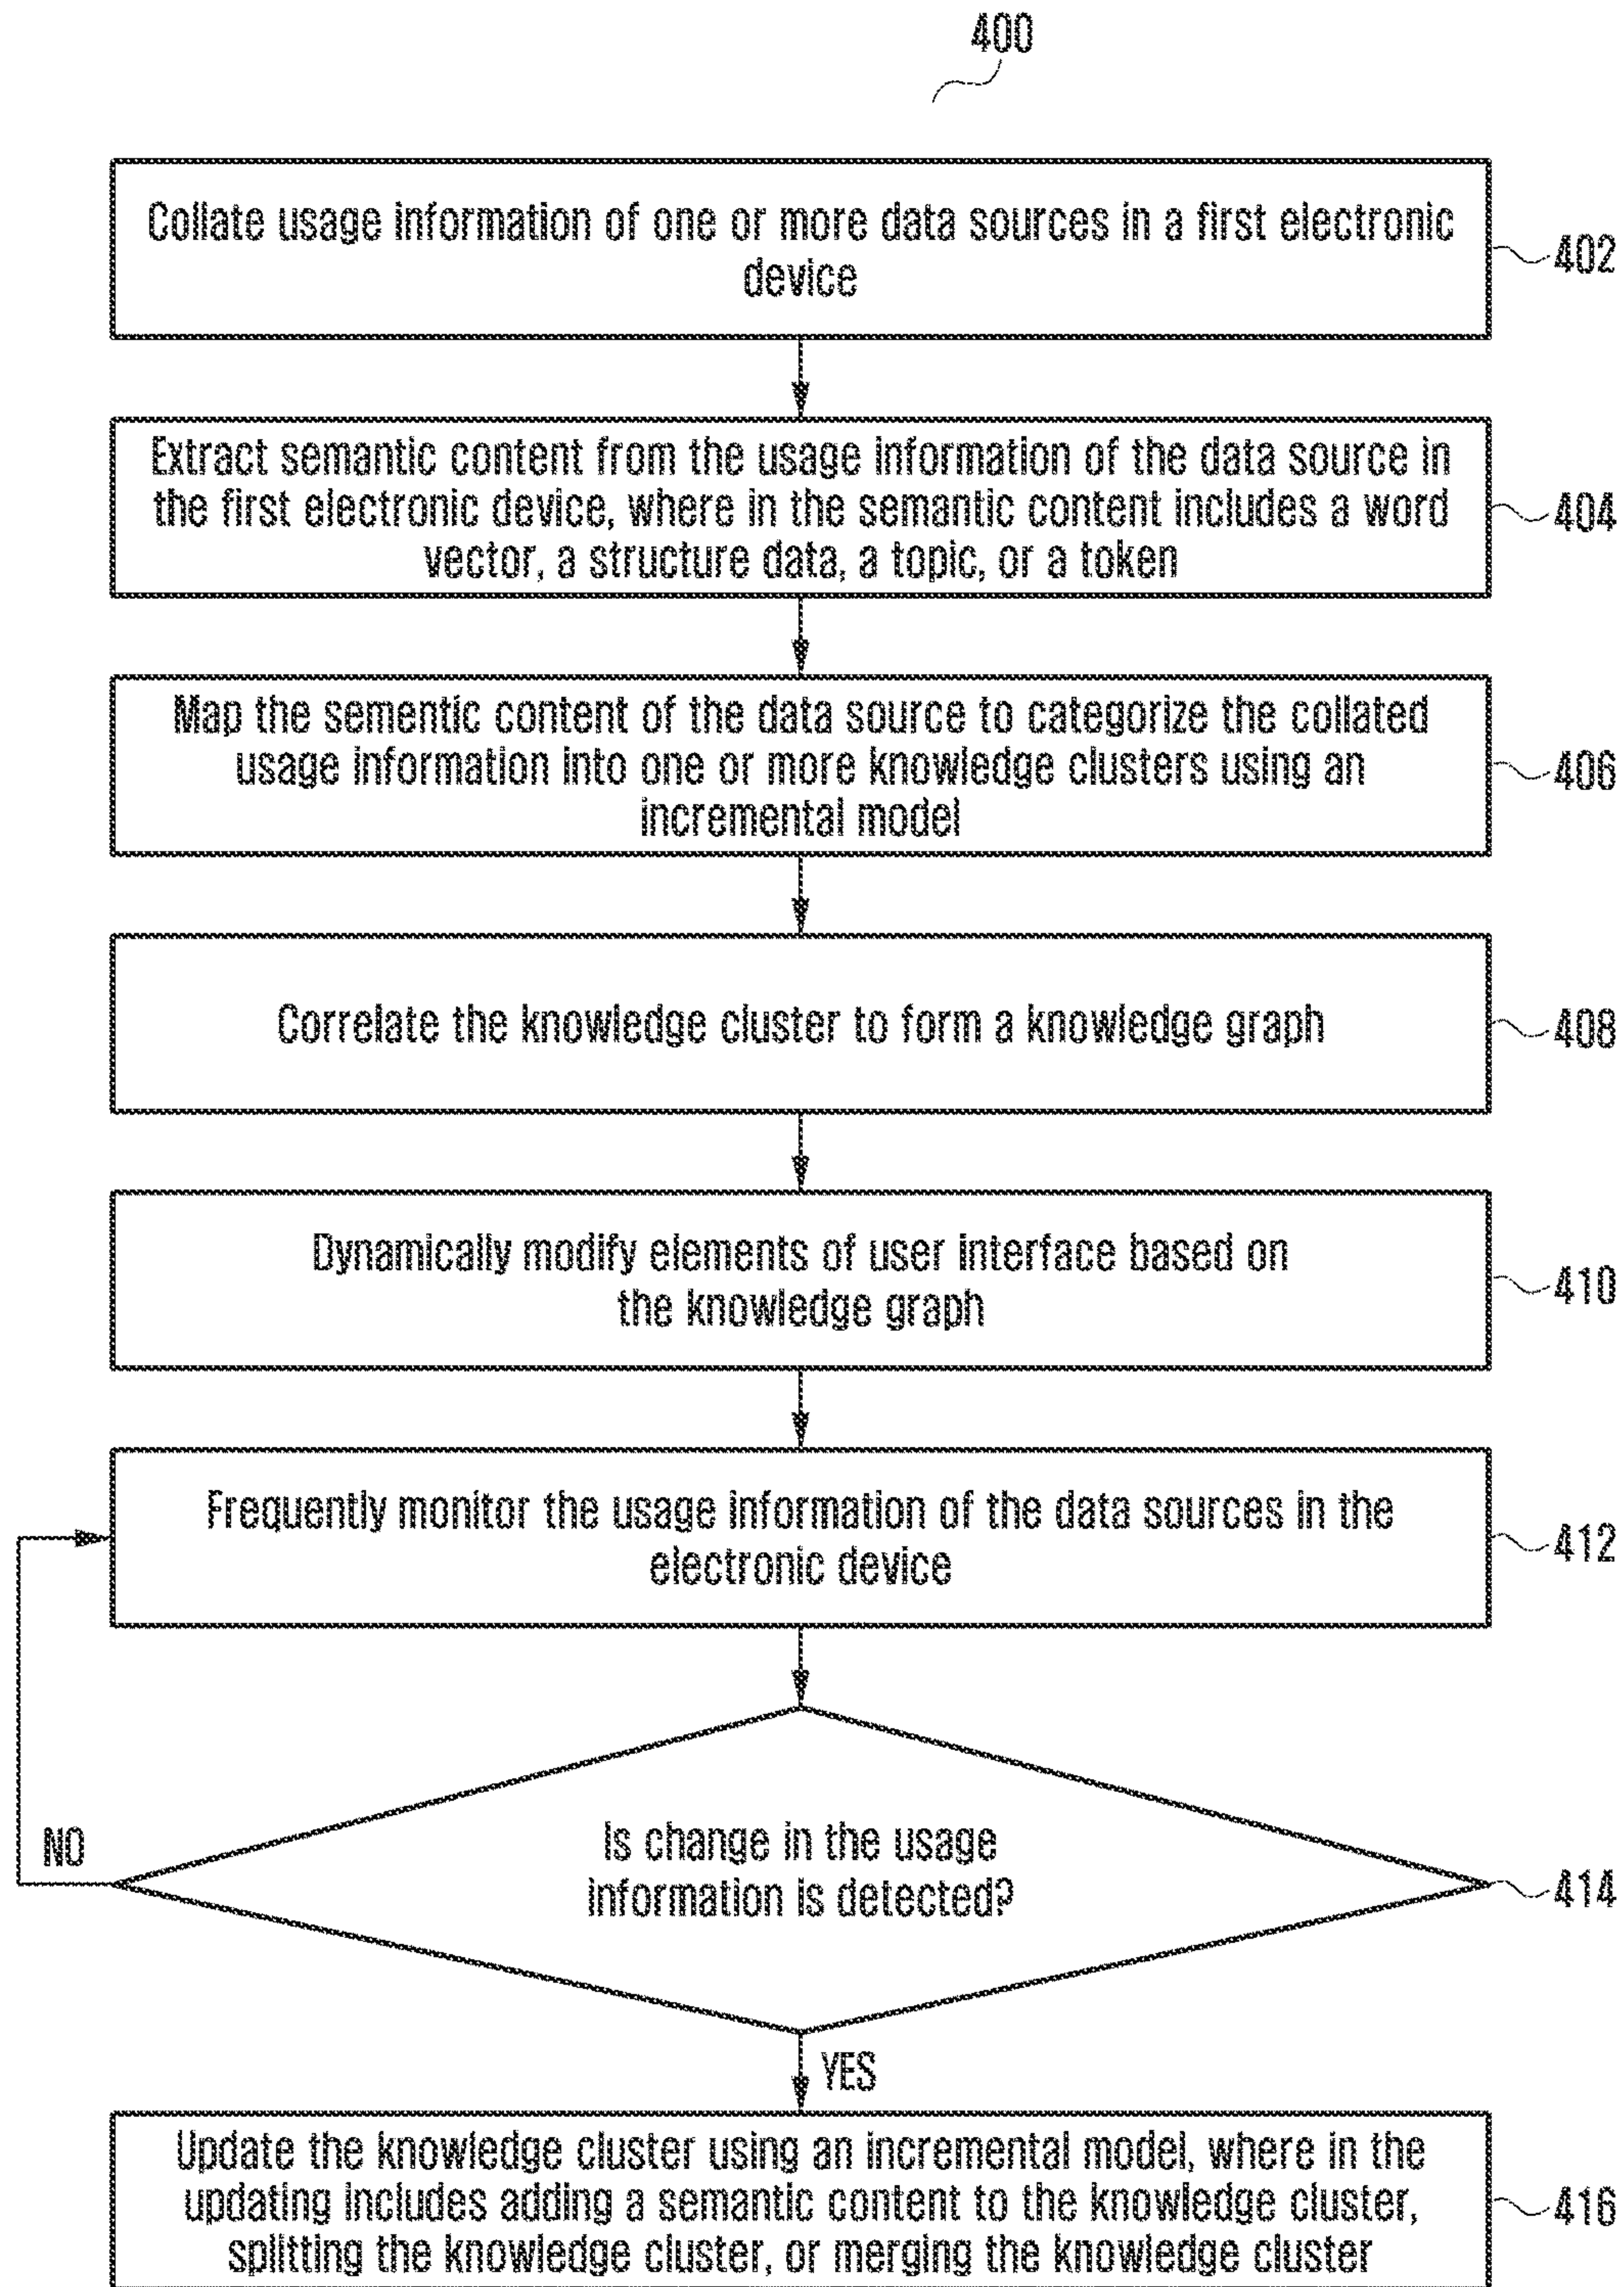 400
Collate usage information of one or more data sources in a first electronic
device
402
Extract semantic content from the usage information of the data source in
the first electronic device, where in the semantic content includes a word
vector, a structure data, a topic, or a token
404
Map the sementic content of the data source to categorize the collated
usage information into one or more knowledge clusters using an
incremental model
406
Correlate the knowledge cluster to form a knowledge graph
408
Dynamically modify elements of user interface based on
the knowledge graph
410
Frequently monitor the usage information of the data sources in the
electronic device
412
Is change in the usage
information is detected?
414
NO
YES
Update the knowledge cluster using an incremental model, where in the
updating includes adding a semantic content to the knowledge cluster,
splitting the knowledge cluster, or merging the knowledge cluster
416